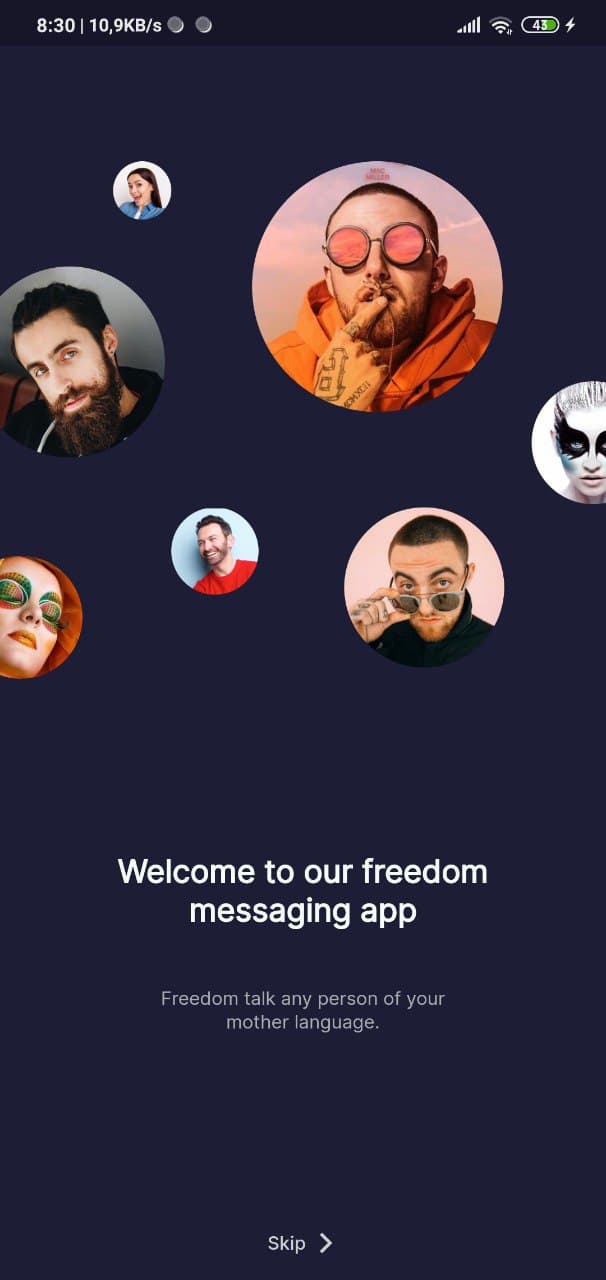 8:30 | 10,9KB/s
43
MAC
MILLER
Welcome to our freedom
messaging app
Freedom talk any person of your
mother language.
Skip